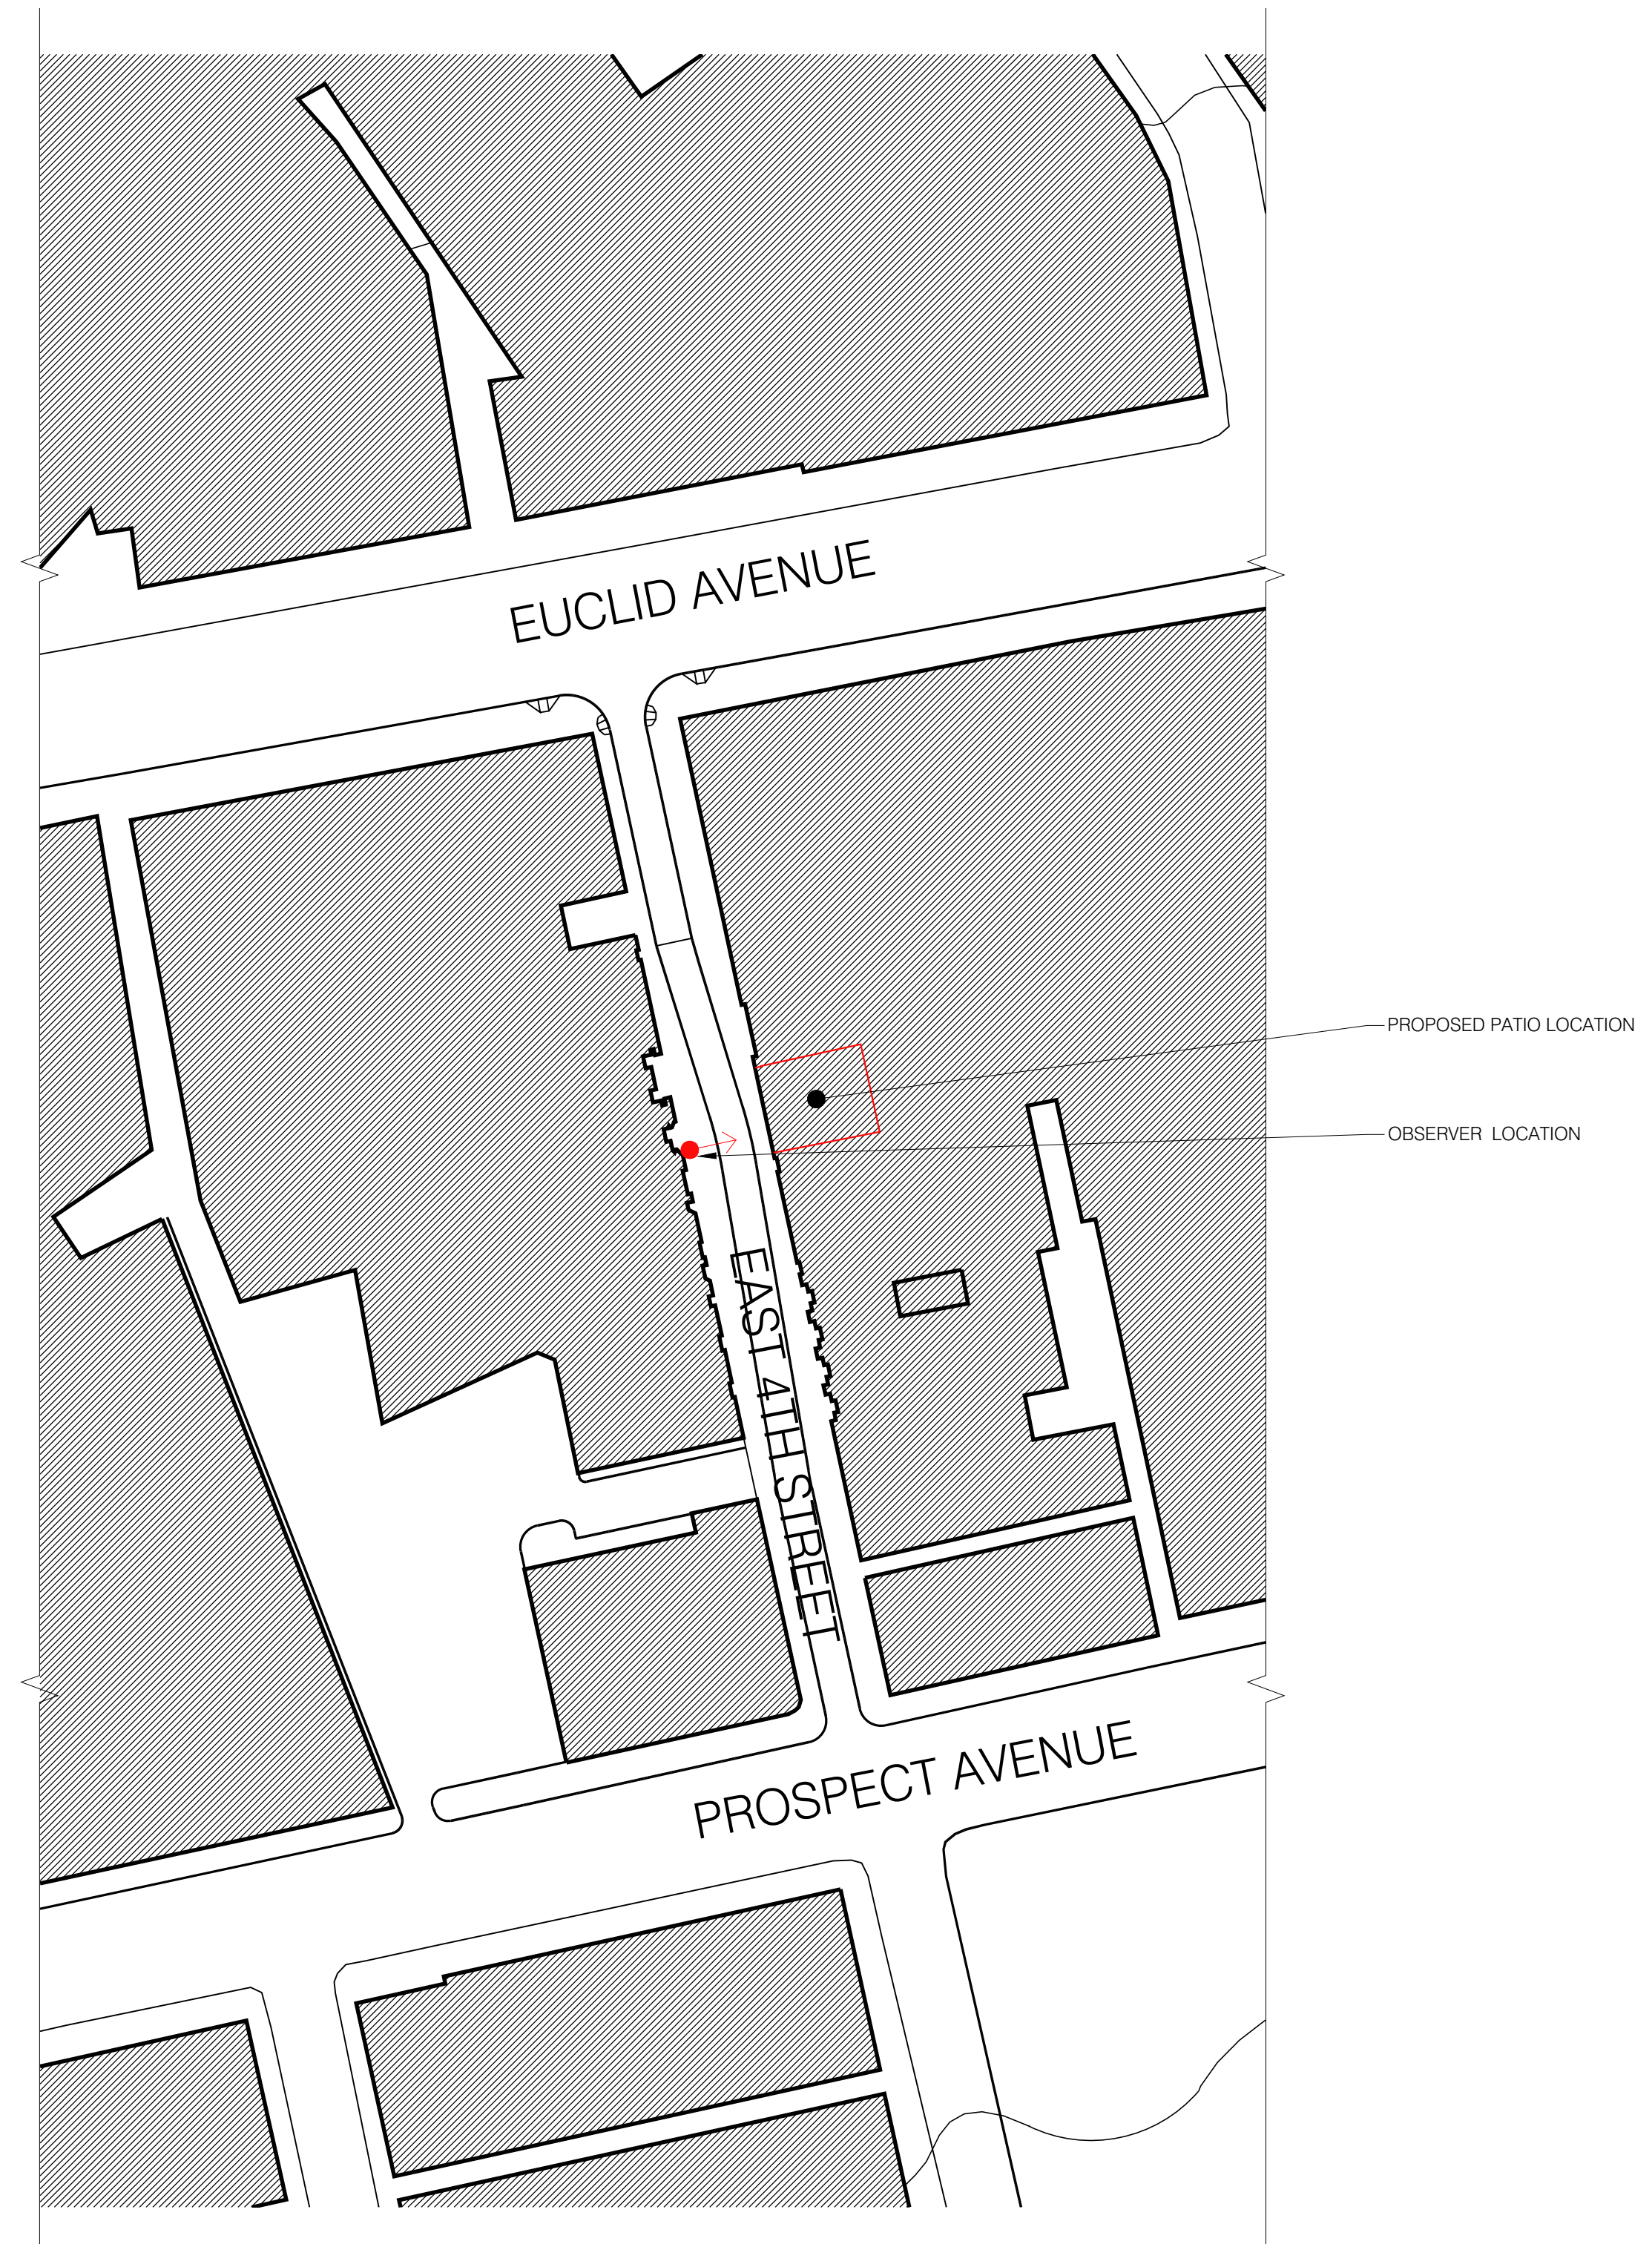 EUCLID AVENUE
PROPOSED PATIO LOCATION
OBSERVER LOCATION
EAST 4TH STREET
PROSPECT AVENUE